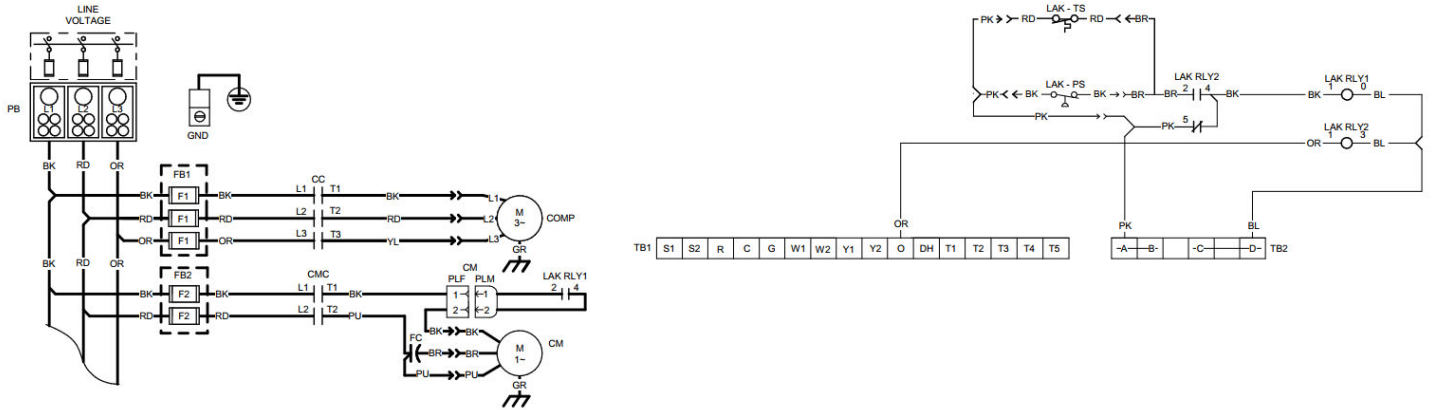 LINE
VOLTAGE
PB
L1 L2 L3
GND
BK RD OR
FB1
CC
BK F1 BK L1 T1 BK L1
RD F1 RD L2 T2 RD L2
OR F1 OR L3 T3 YL L3
M
3~
COMP
GR
BK RD OR
FB2
CMC
CM
PLF PLM
LAK RLY1
BK F2 BK L1 T1 BK 1 1 2 4
RD F2 RD L2 T2 PU 2 2
BK BK
FC BR BR
PU PU
M
1~
CM
GR
LAK - TS
PK RD RD BR
LAK - PS
PK BK BK BR BR
LAK RLY2
2 4 BK
PK PK 5
LAK RLY1
BK 1 0 BL
LAK RLY2
OR 1 3 BL
OR PK BL
TB1 S1 S2 R C G W1 W2 Y1 Y2 O DH T1 T2 T3 T4 T5
-A -B- -C -D- TB2